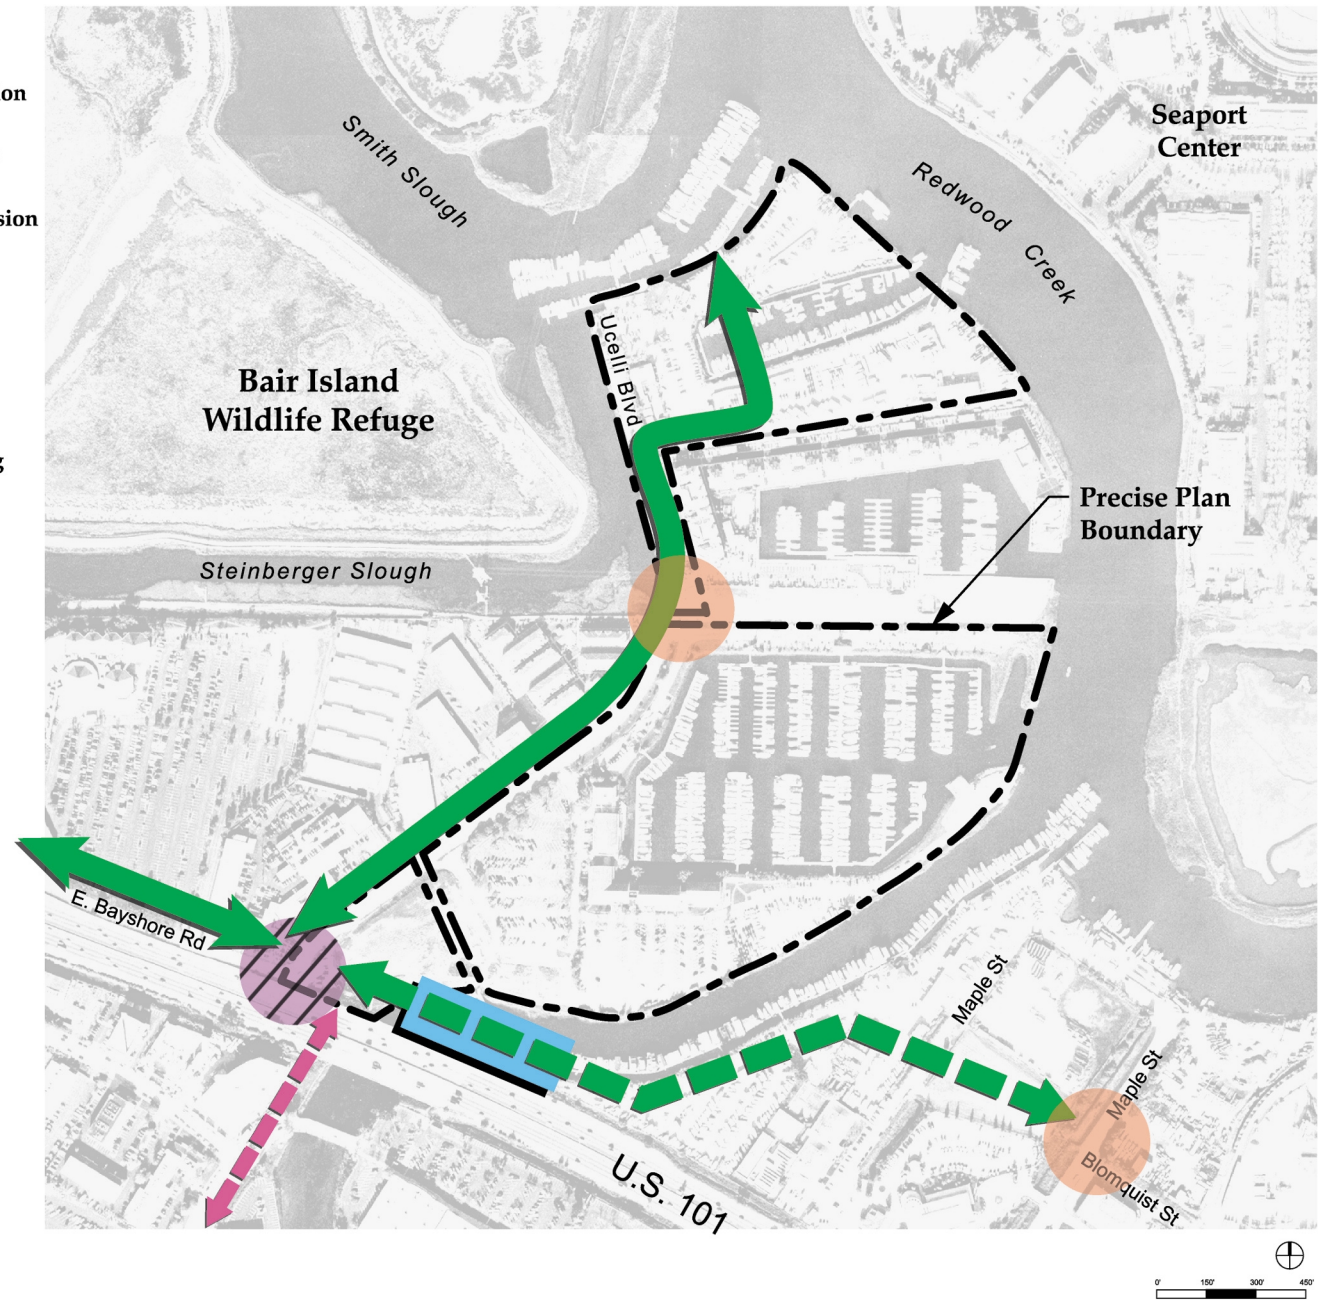 on
sion
g
Smith Slough
Redwood Creek
Seaport
Center
Ucelli Blvd
Bair Island
Wildlife Refuge
Precise Plan
Boundary
Steinberger Slough
E. Bayshore Rd
Maple St
Maple St
Blomquist St
U.S. 101
0' 150' 300' 450'